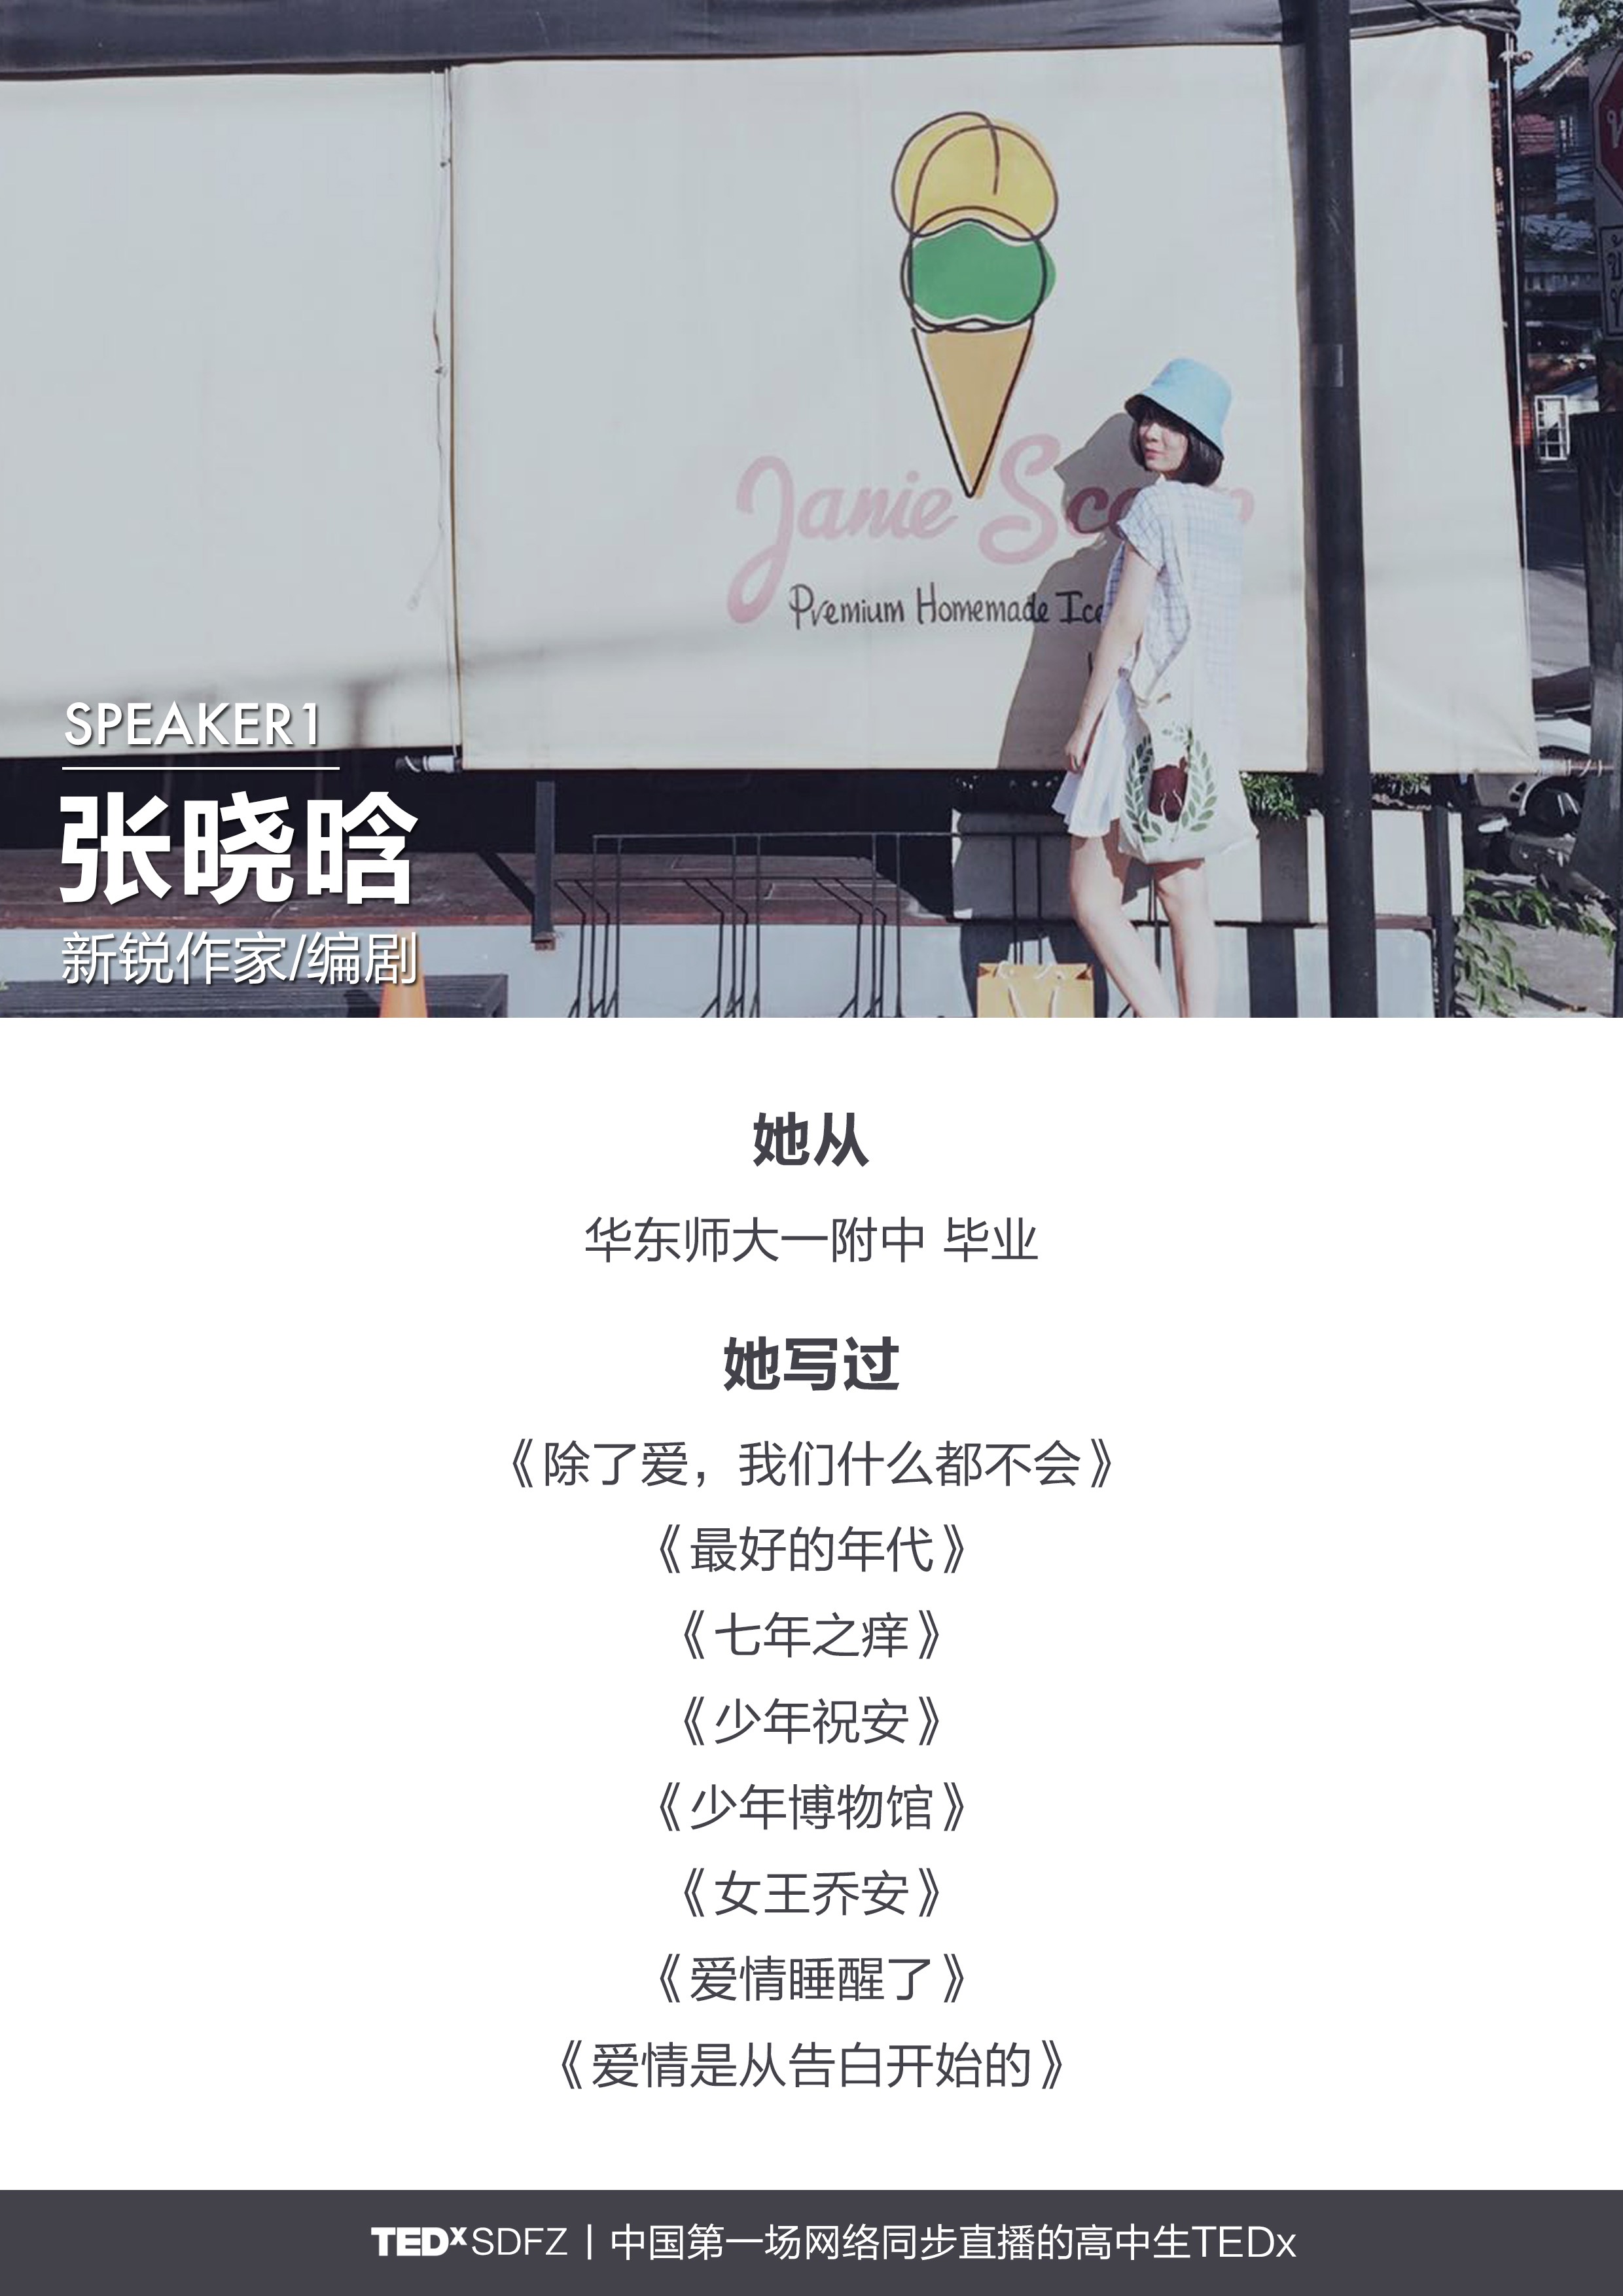 Janie Sc
Premium Homemade Ice
SPEAKER1
张晓晗
新锐作家/编剧
她从
华东师大一附中 毕业
她写过
《除了爱，我们什么都不会》
《最好的年代》
《七年之痒》
《少年祝安》
《少年博物馆》
《女王乔安》
《爱情睡醒了》
《爱情是从告白开始的》
TEDxSDFZ | 中国第一场网络同步直播的高中生TEDx